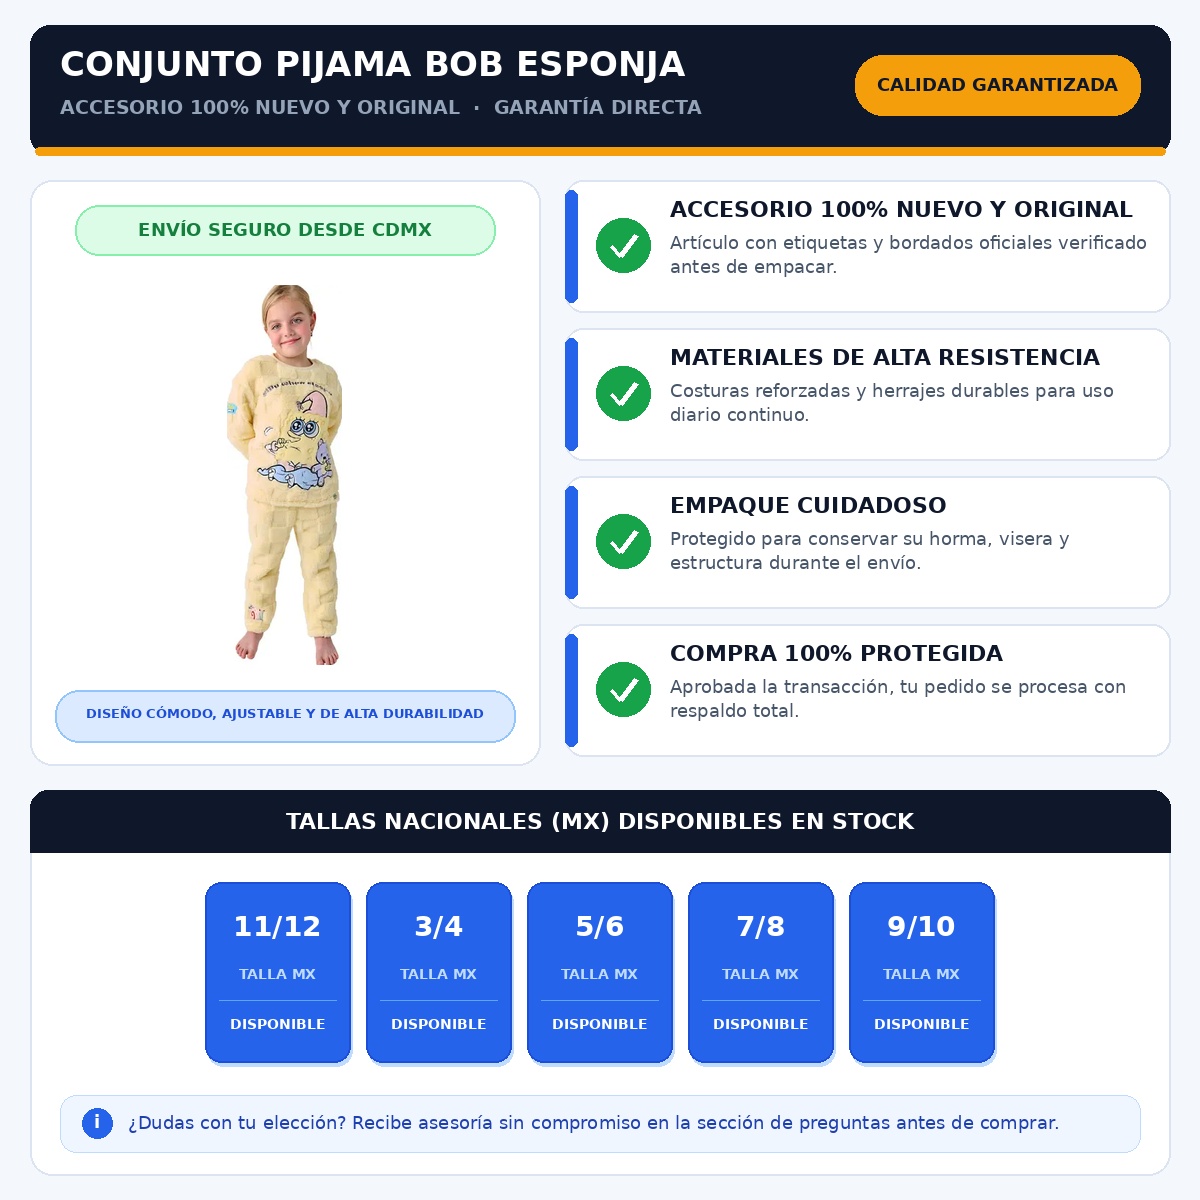 CONJUNTO PIJAMA BOB ESPONJA
ACCESORIO 100% NUEVO Y ORIGINAL · GARANTÍA DIRECTA
CALIDAD GARANTIZADA
ENVÍO SEGURO DESDE CDMX
DISEÑO CÓMODO, AJUSTABLE Y DE ALTA DURABILIDAD
ACCESORIO 100% NUEVO Y ORIGINAL
Artículo con etiquetas y bordados oficiales verificado
antes de empacar.
MATERIALES DE ALTA RESISTENCIA
Costuras reforzadas y herrajes durables para uso
diario continuo.
EMPAQUE CUIDADOSO
Protegido para conservar su horma, visera y
estructura durante el envío.
COMPRA 100% PROTEGIDA
Aprobada la transacción, tu pedido se procesa con
respaldo total.
TALLAS NACIONALES (MX) DISPONIBLES EN STOCK
11/12
TALLA MX
DISPONIBLE
3/4
TALLA MX
DISPONIBLE
5/6
TALLA MX
DISPONIBLE
7/8
TALLA MX
DISPONIBLE
9/10
TALLA MX
DISPONIBLE
i
¿Dudas con tu elección? Recibe asesoría sin compromiso en la sección de preguntas antes de comprar.